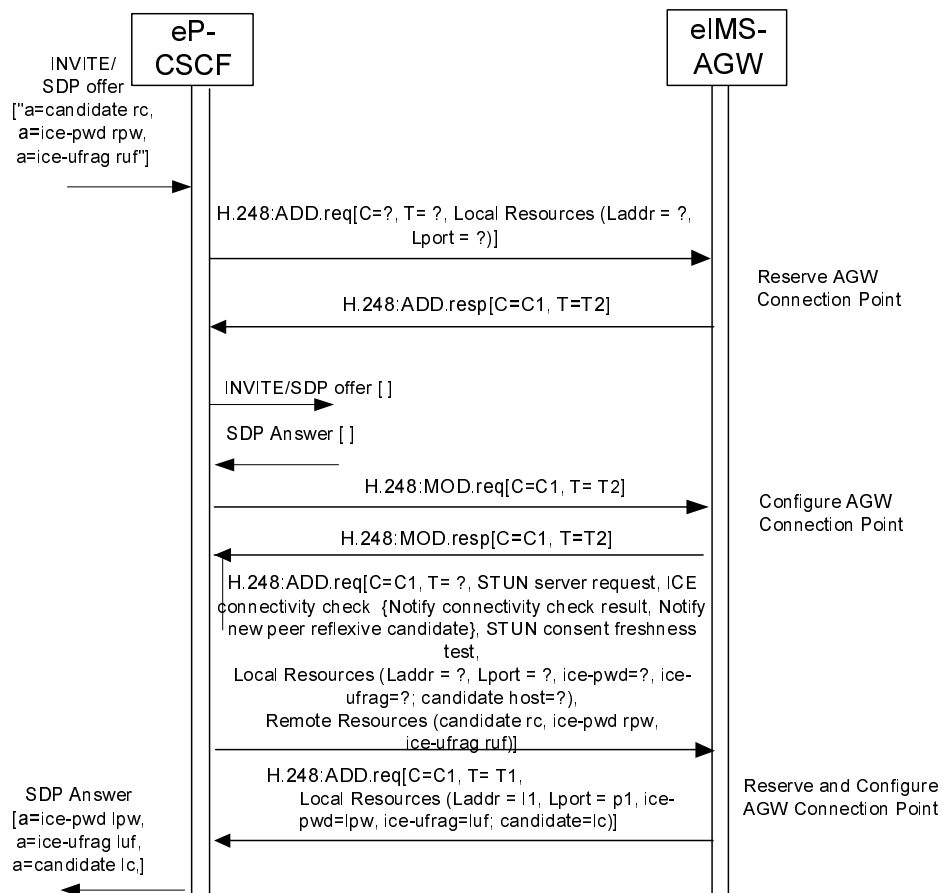 eP-
CSCF
eIMS-
AGW
INVITE/
SDP offer
["a=candidate rc,
a=ice-pwd rpw,
a=ice-ufrag ruf"]
H.248:ADD.req[C=?, T= ?, Local Resources (Laddr = ?,
Lport = ?)]
Reserve AGW
Connection Point
H.248:ADD.resp[C=C1, T=T2]
INVITE/SDP offer [ ]
SDP Answer [ ]
H.248:MOD.req[C=C1, T= T2]
Configure AGW
Connection Point
H.248:MOD.resp[C=C1, T=T2]
H.248:ADD.req[C=C1, T= ?, STUN server request, ICE
connectivity check {Notify connectivity check result, Notify
new peer reflexive candidate}, STUN consent freshness
test,
Local Resources (Laddr = ?, Lport = ?, ice-pwd=?, ice-
ufrag=?; candidate host=?),
Remote Resources (candidate rc, ice-pwd rpw,
ice-ufrag ruf)]
H.248:ADD.req[C=C1, T= T1,
Local Resources (Laddr = l1, Lport = p1, ice-
pwd=lpw, ice-ufrag=luf; candidate=lc)]
Reserve and Configure
AGW Connection Point
SDP Answer
[a=ice-pwd lpw,
a=ice-ufrag luf,
a=candidate lc,]